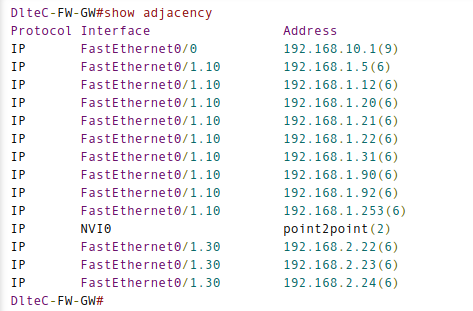 DlteC-FW-GW#show adjacency
Protocol Interface Address
IP FastEthernet0/0 192.168.10.1(9)
IP FastEthernet0/1.10 192.168.1.5(6)
IP FastEthernet0/1.10 192.168.1.12(6)
IP FastEthernet0/1.10 192.168.1.20(6)
IP FastEthernet0/1.10 192.168.1.21(6)
IP FastEthernet0/1.10 192.168.1.22(6)
IP FastEthernet0/1.10 192.168.1.31(6)
IP FastEthernet0/1.10 192.168.1.90(6)
IP FastEthernet0/1.10 192.168.1.92(6)
IP FastEthernet0/1.10 192.168.1.253(6)
IP NVI0 point2point(2)
IP FastEthernet0/1.30 192.168.2.22(6)
IP FastEthernet0/1.30 192.168.2.23(6)
IP FastEthernet0/1.30 192.168.2.24(6)
DlteC-FW-GW#